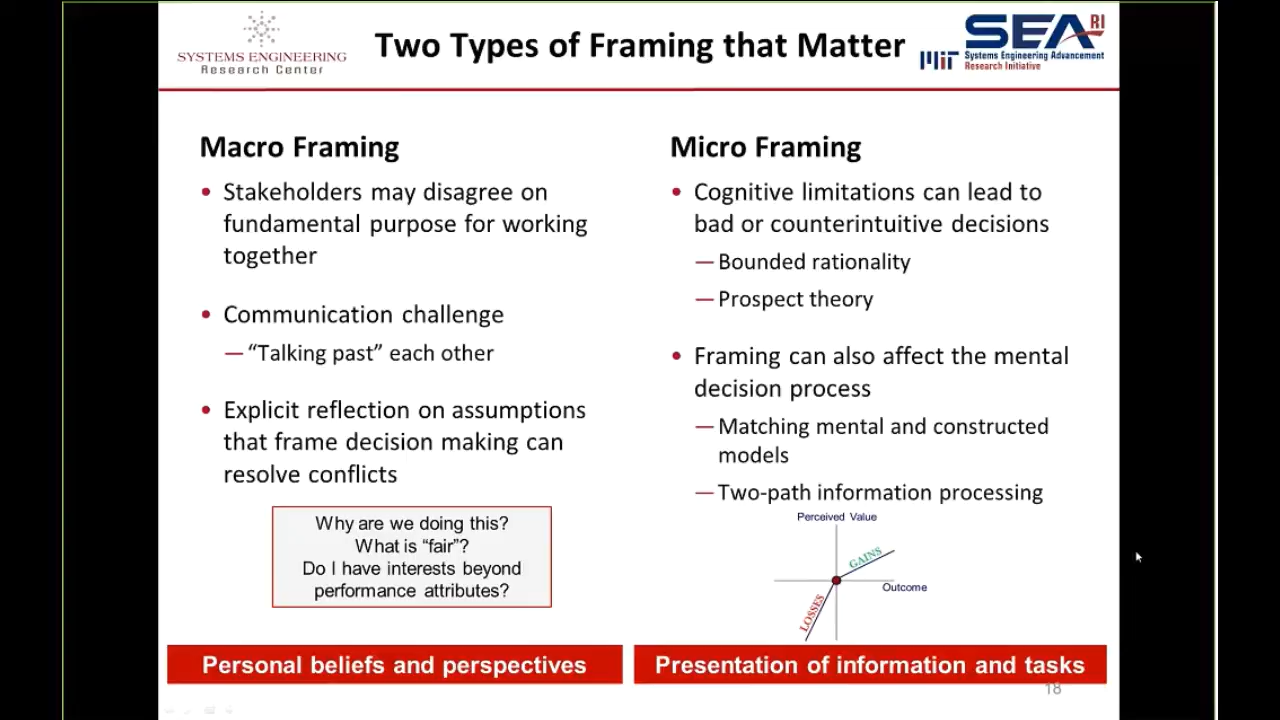 SYSTEMS ENGINEERING
Research Center
Two Types of Framing that Matter
MIT
SEARI
Systems Engineering Advancement
Research Initiative
Macro Framing
• Stakeholders may disagree on
fundamental purpose for working
together
• Communication challenge
— “Talking past” each other
• Explicit reflection on assumptions
that frame decision making can
resolve conflicts
Why are we doing this?
What is “fair”?
Do I have interests beyond
performance attributes?
Personal beliefs and perspectives
Micro Framing
• Cognitive limitations can lead to
bad or counterintuitive decisions
— Bounded rationality
— Prospect theory
• Framing can also affect the mental
decision process
— Matching mental and constructed
models
— Two-path information processing
Perceived Value
GAINS
Outcome
LOSSES
Presentation of information and tasks
18